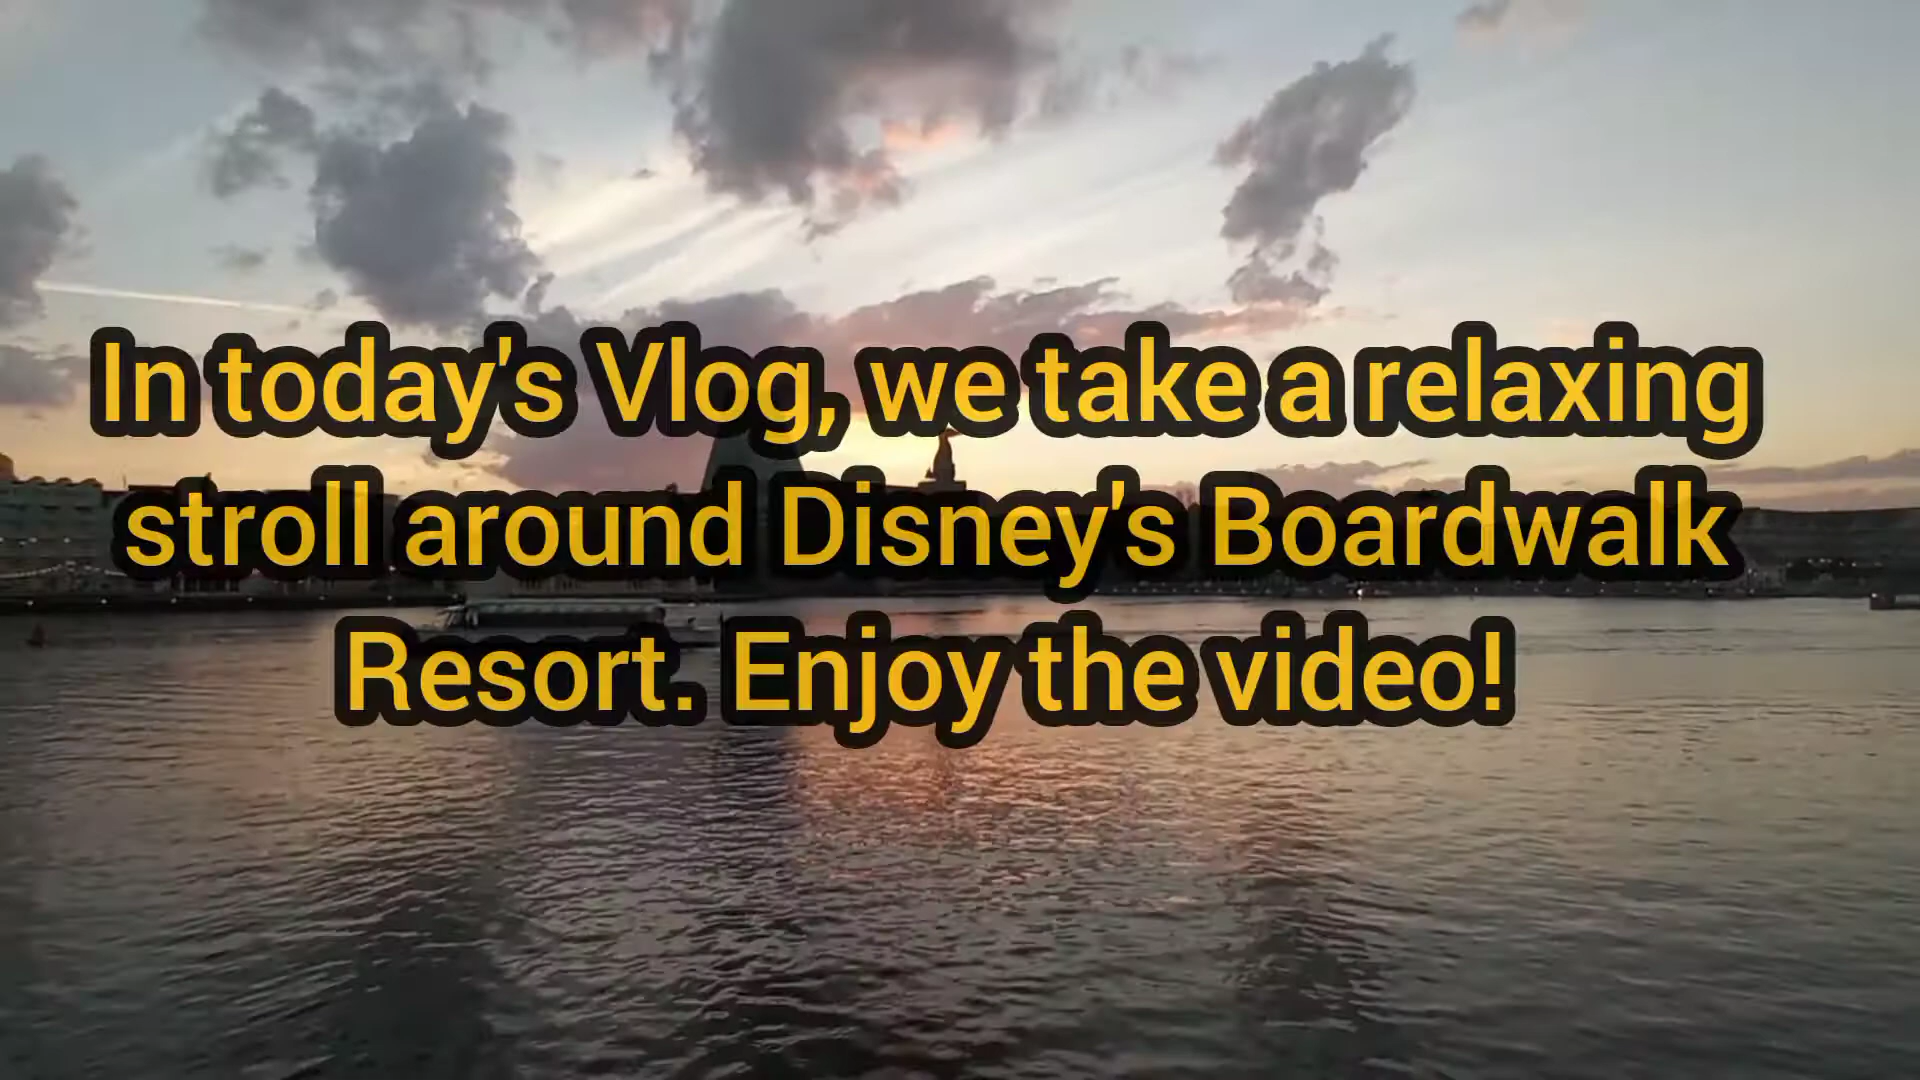 In today's Vlog, we take a relaxing
stroll around Disney's Boardwalk
Resort. Enjoy the video!